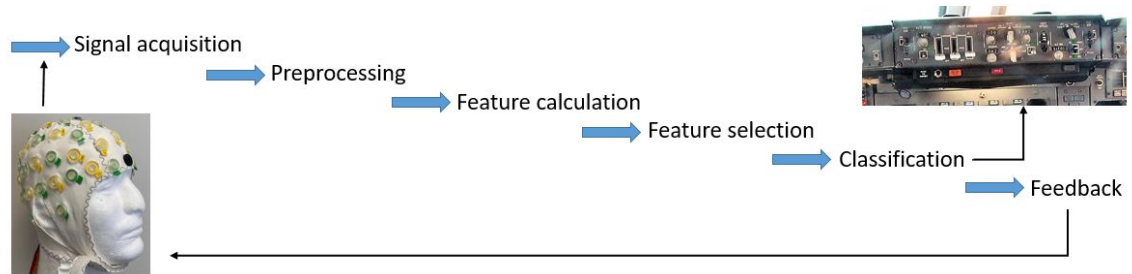 Signal acquisition
Preprocessing
Feature calculation
Feature selection
Classification
Feedback